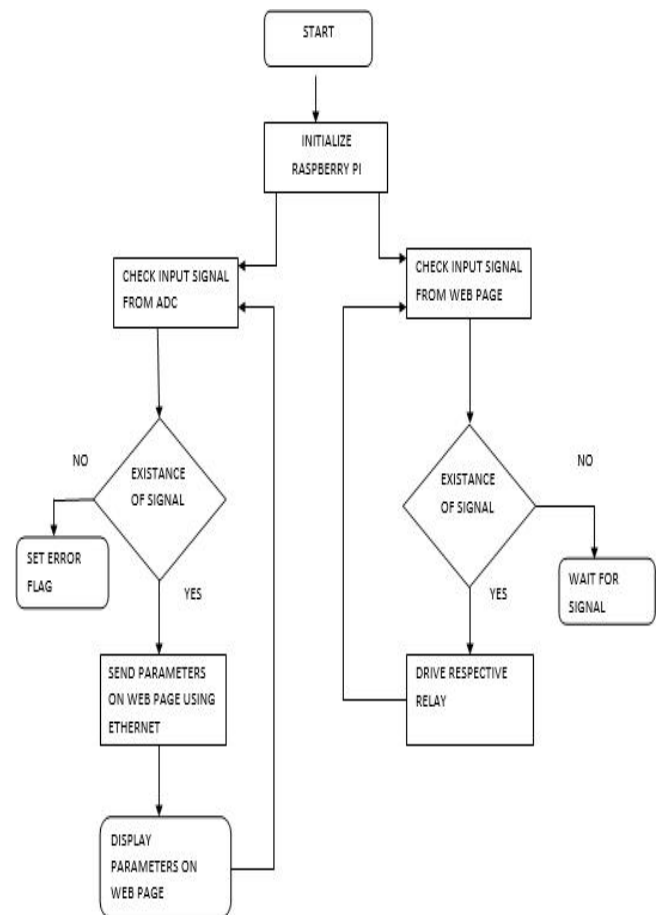 START
INITIALIZE
RASPBERRY PI
CHECK INPUT SIGNAL
FROM ADC
CHECK INPUT SIGNAL
FROM WEB PAGE
NO
EXISTANCE
OF SIGNAL
NO
EXISTANCE
OF SIGNAL
SET ERROR
FLAG
YES
YES
WAIT FOR
SIGNAL
SEND PARAMETERS
ON WEB PAGE USING
ETHERNET
DRIVE RESPECTIVE
RELAY
DISPLAY
PARAMETERS ON
WEB PAGE